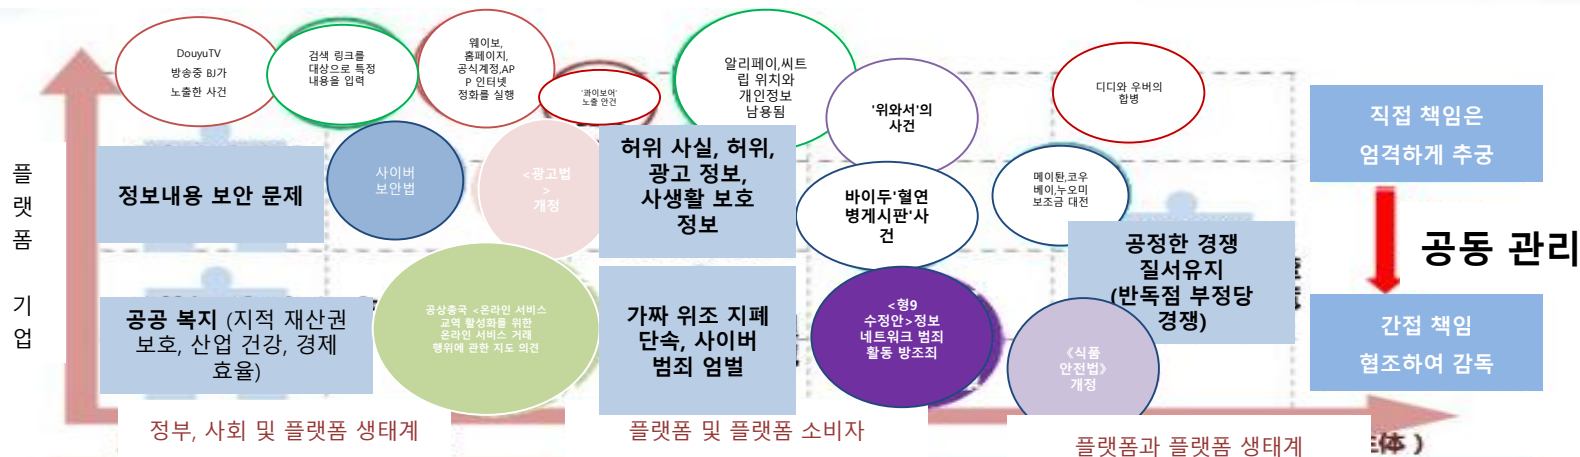 DouyuTV
방송중 BJ가
노출한 사건
검색 링크를
대상으로 특정
내용을 입력
웨이보,
홈페이지,
공식계정,AP
P 인터넷
정화를 실행
'콰이보어'
노출 안건
알리페이,씨트
립 위치와
개인정보
남용됨
'위와서'의
사건
디디와 우버의
합병
직접 책임은
엄격하게 추궁
플
랫
폼
기
업
정보내용 보안 문제
사이버
보안법
<광고법
>
개정
허위 사실, 허위,
광고 정보,
사생활 보호
정보
바이두'혈연
병게시판'사
건
메이퇀,코우
베이,누오미
보조금 대전
공정한 경쟁
질서유지
(반독점 부정당
경쟁)
공동 관리
공공 복지 (지적 재산권
보호, 산업 건강, 경제
효율)
공상총국 <온라인 서비스
교역 활성화를 위한
온라인 서비스 거래
행위에 관한 지도 의견
가짜 위조 지폐
단속, 사이버
범죄 엄벌
<형9
수정안>정보
네트워크 범죄
활동 방조죄
《식품
안전법》
개정
간접 책임
협조하여 감독
정부, 사회 및 플랫폼 생태계
플랫폼 및 플랫폼 소비자
플랫폼과 플랫폼 생태계
体）